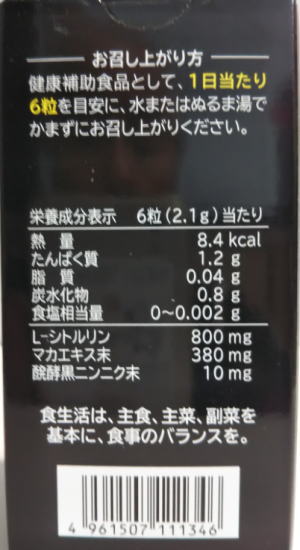 お召し上がり方
健康補助食品として、1日当たり
6粒を目安に、水またはぬるま湯で
かまずにお召し上がりください。
栄養成分表示 6粒(2.1g)当たり
熱量 8.4 kcal
たんぱく質 1.2 g
脂質 0.04 g
炭水化物 0.8 g
食塩相当量 0~0.002 g
L-シトルリン 800 mg
マカエキス末 380 mg
醗酵黒ニンニク末 10 mg
食生活は、主食、主菜、副菜を
基本に、食事のバランスを。
4 961507 111346